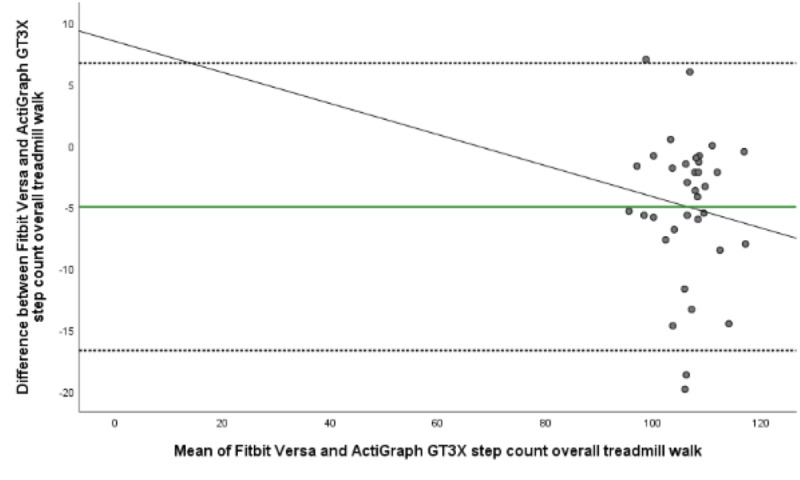 Difference between Fitbit Versa and ActiGraph GT3X
step count overall treadmill walk
10
5
0
-5
-10
-15
-20
0 20 40 60 80 100 120
Mean of Fitbit Versa and ActiGraph GT3X step count overall treadmill walk